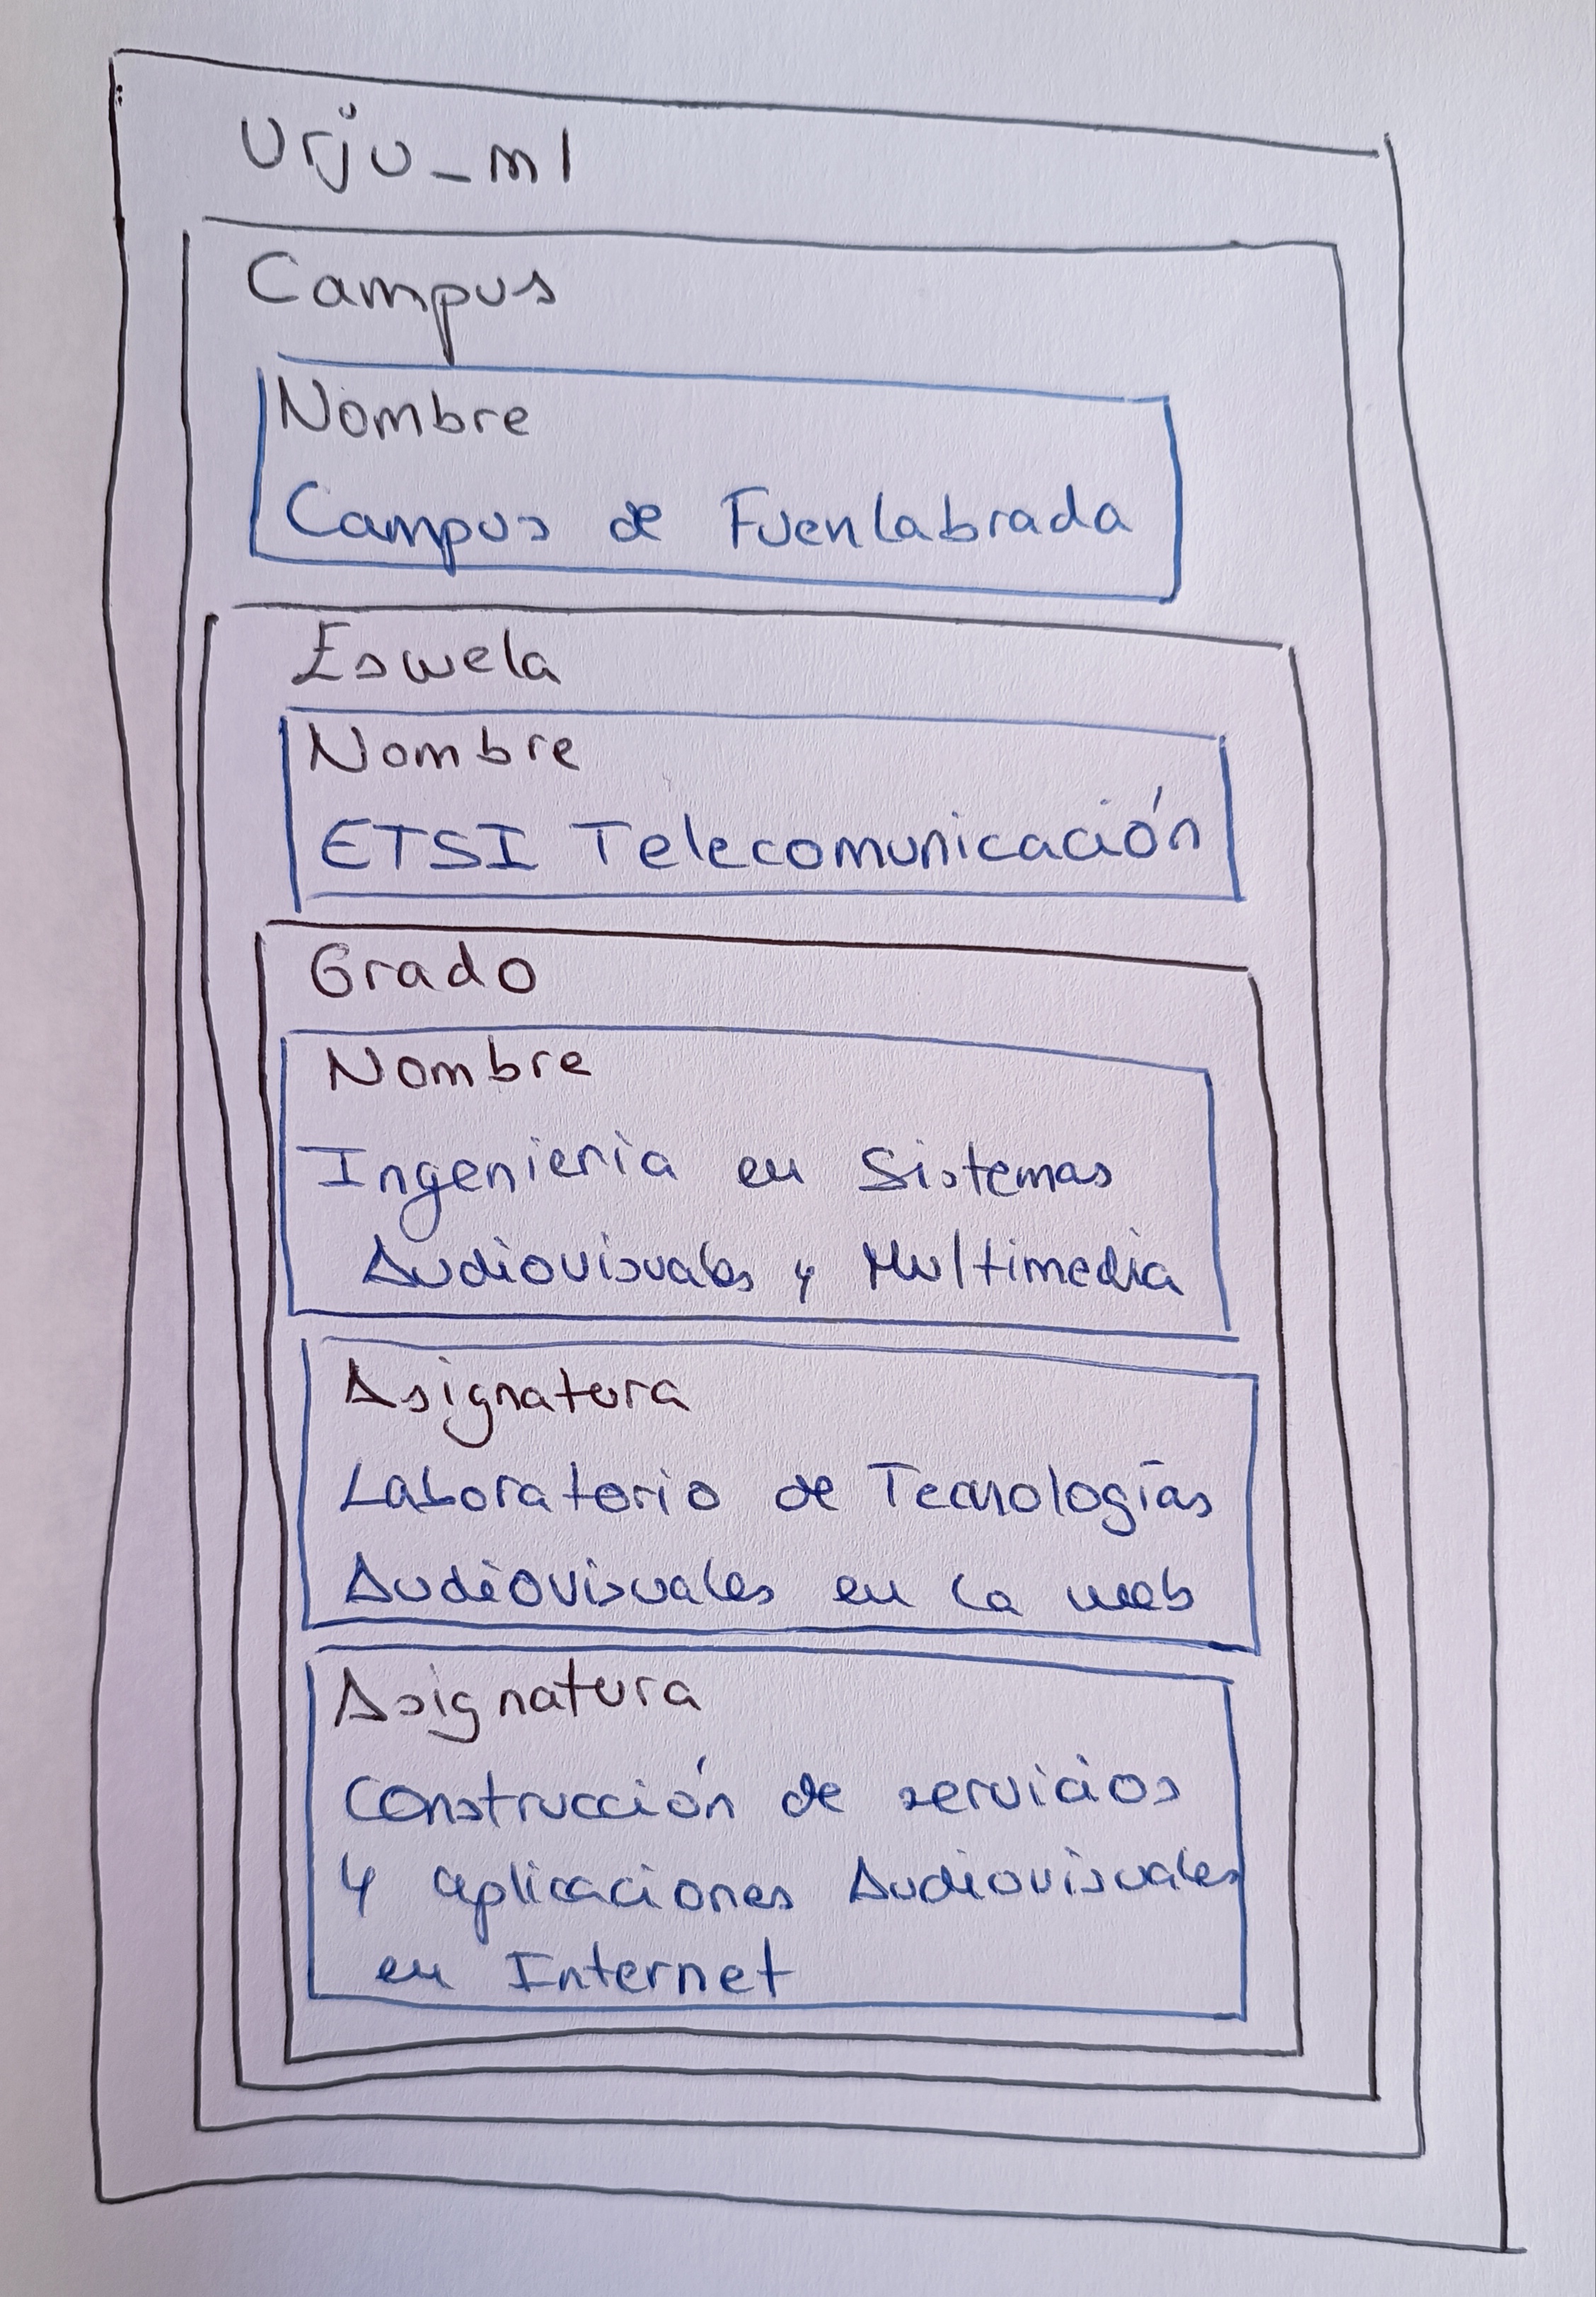 Urju_ml
Campus
Nombre
Campus de Fuenlabrada
Escuela
Nombre
ETSI Telecomunicación
Grado
Nombre
Ingenieria en Sistemas
Audiovisuales y Multimedia
Asignatura
Laboratorio de Tecnologías
Audiovisuales en la web
Asignatura
Construcción de servicios
y aplicaciones Audiovisuales
en Internet